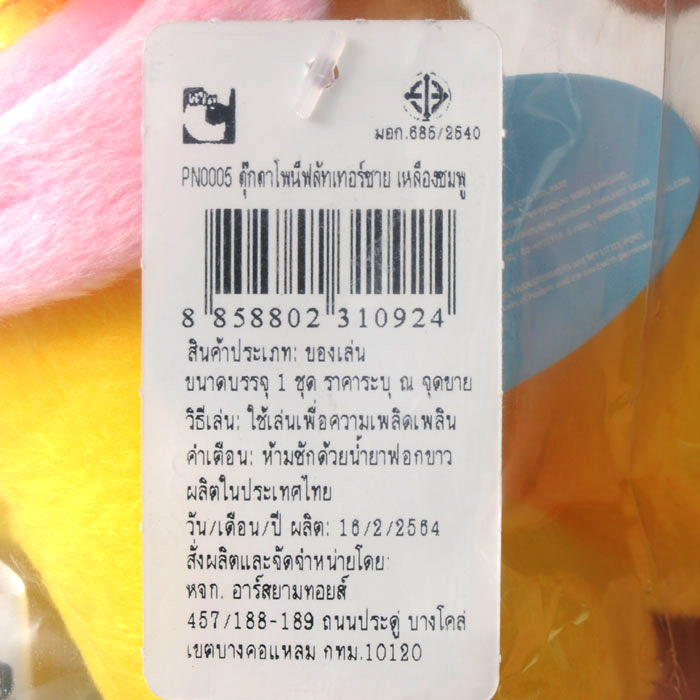 มอก.685/2540
PN0005 ตุ๊กตาโพนี่ฟลัทเทอร์ชาย เหลืองชมพู
8 858802 310924
สินค้าประเภท: ของเล่น
ขนาดบรรจุ 1 ชุด ราคาระบุ ณ จุดขาย
วิธีเล่น: ใช้เล่นเพื่อความเพลิดเพลิน
คำเตือน: ห้ามซักด้วยน้ำยาฟอกขาว
ผลิตในประเทศไทย
วัน/เดือน/ปี ผลิต: 16/2/2564
สั่งผลิตและจัดจำหน่ายโดย:
หจก. อาร์สยามทอยส์
457/188-189 ถนนประดู่ บางโคล่
เขตบางคอแหลม กทม.10120